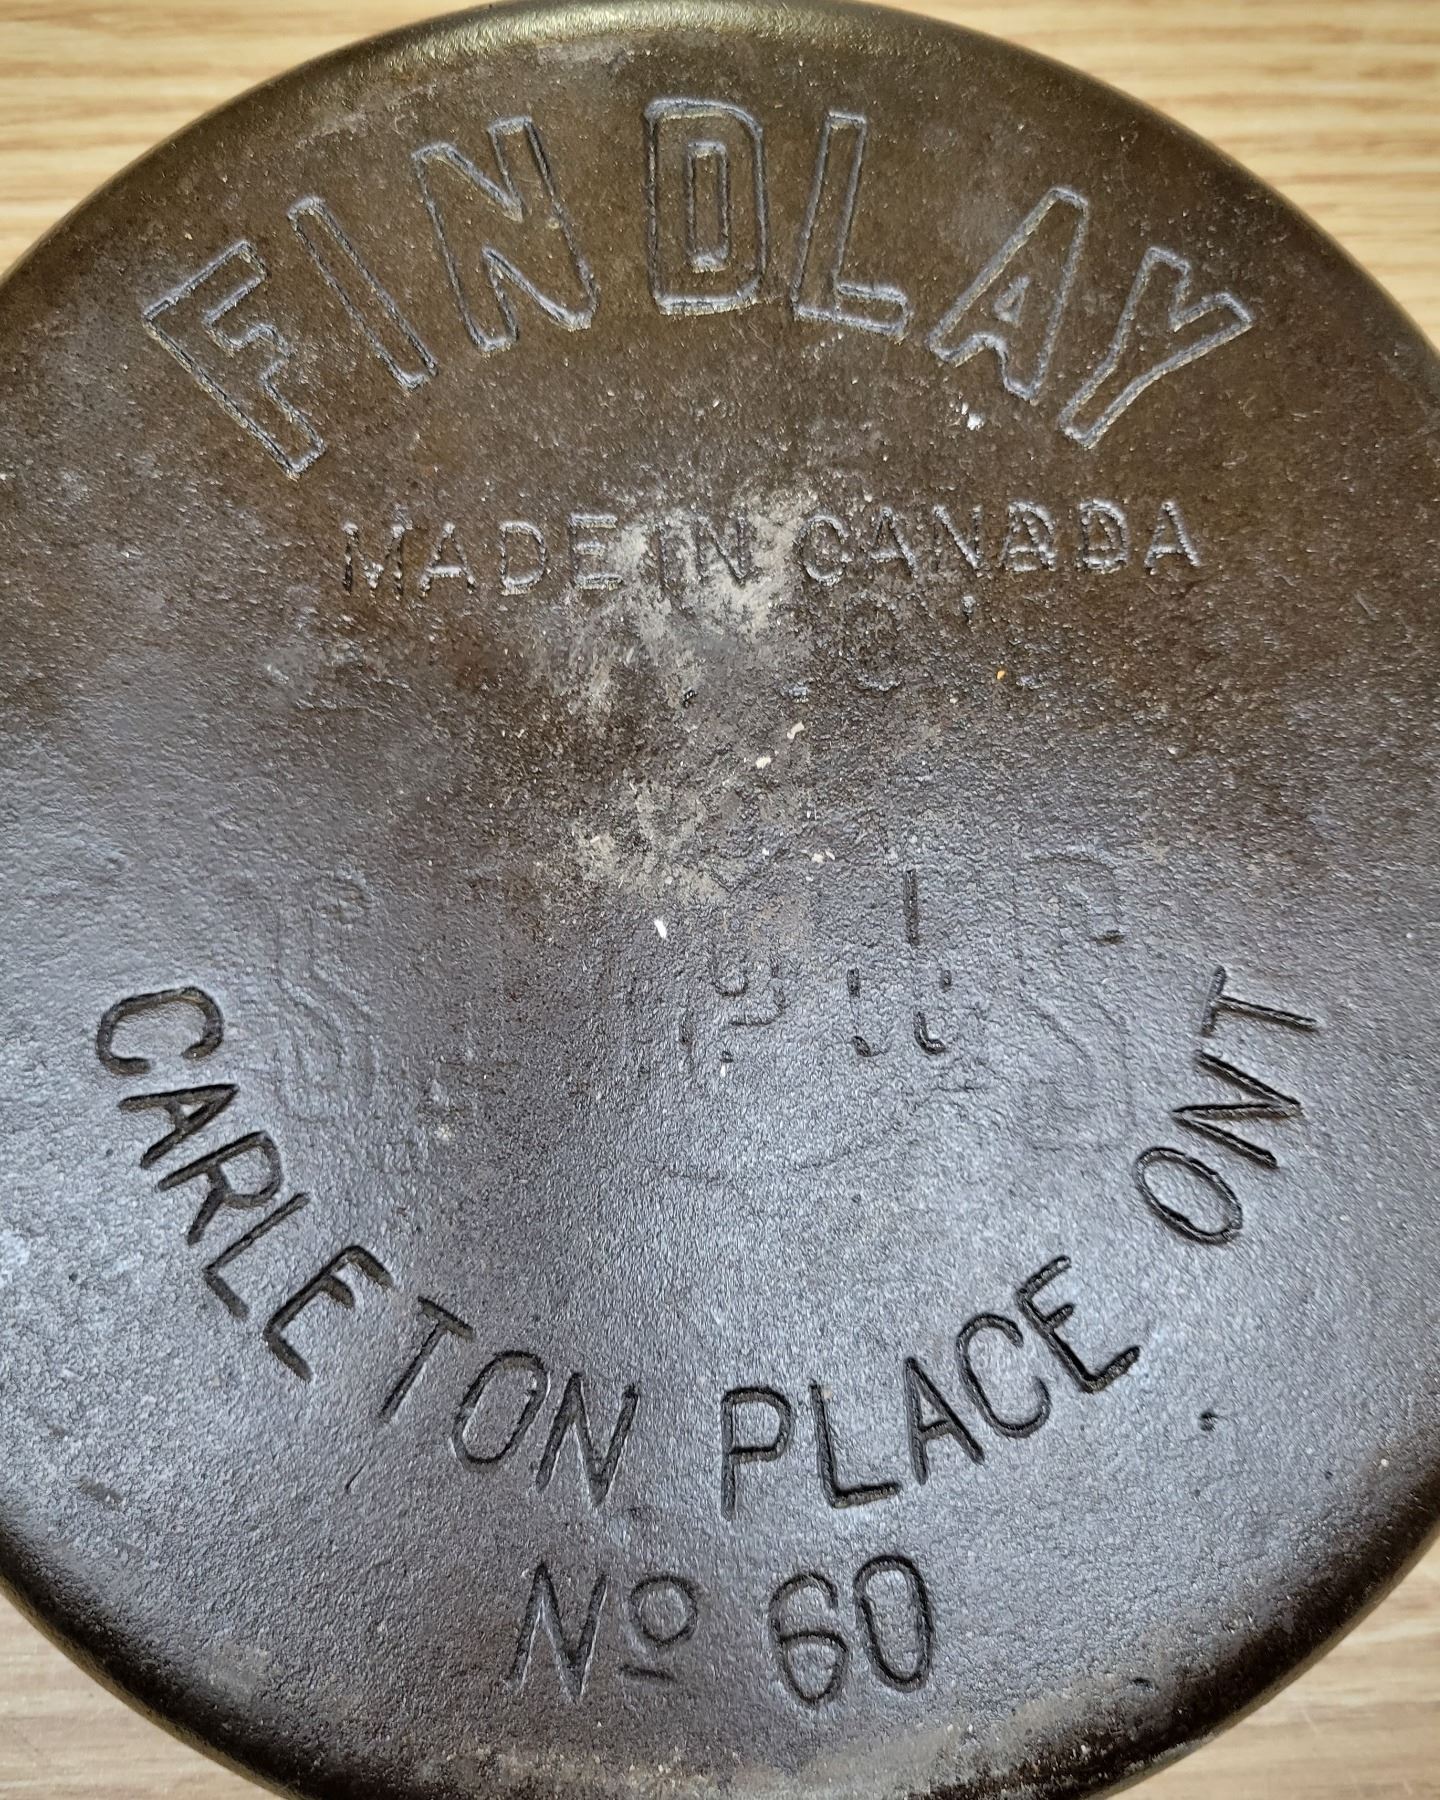 FINDLAY
MADE IN CANADA
CARLETON PLACE ONT
No 60